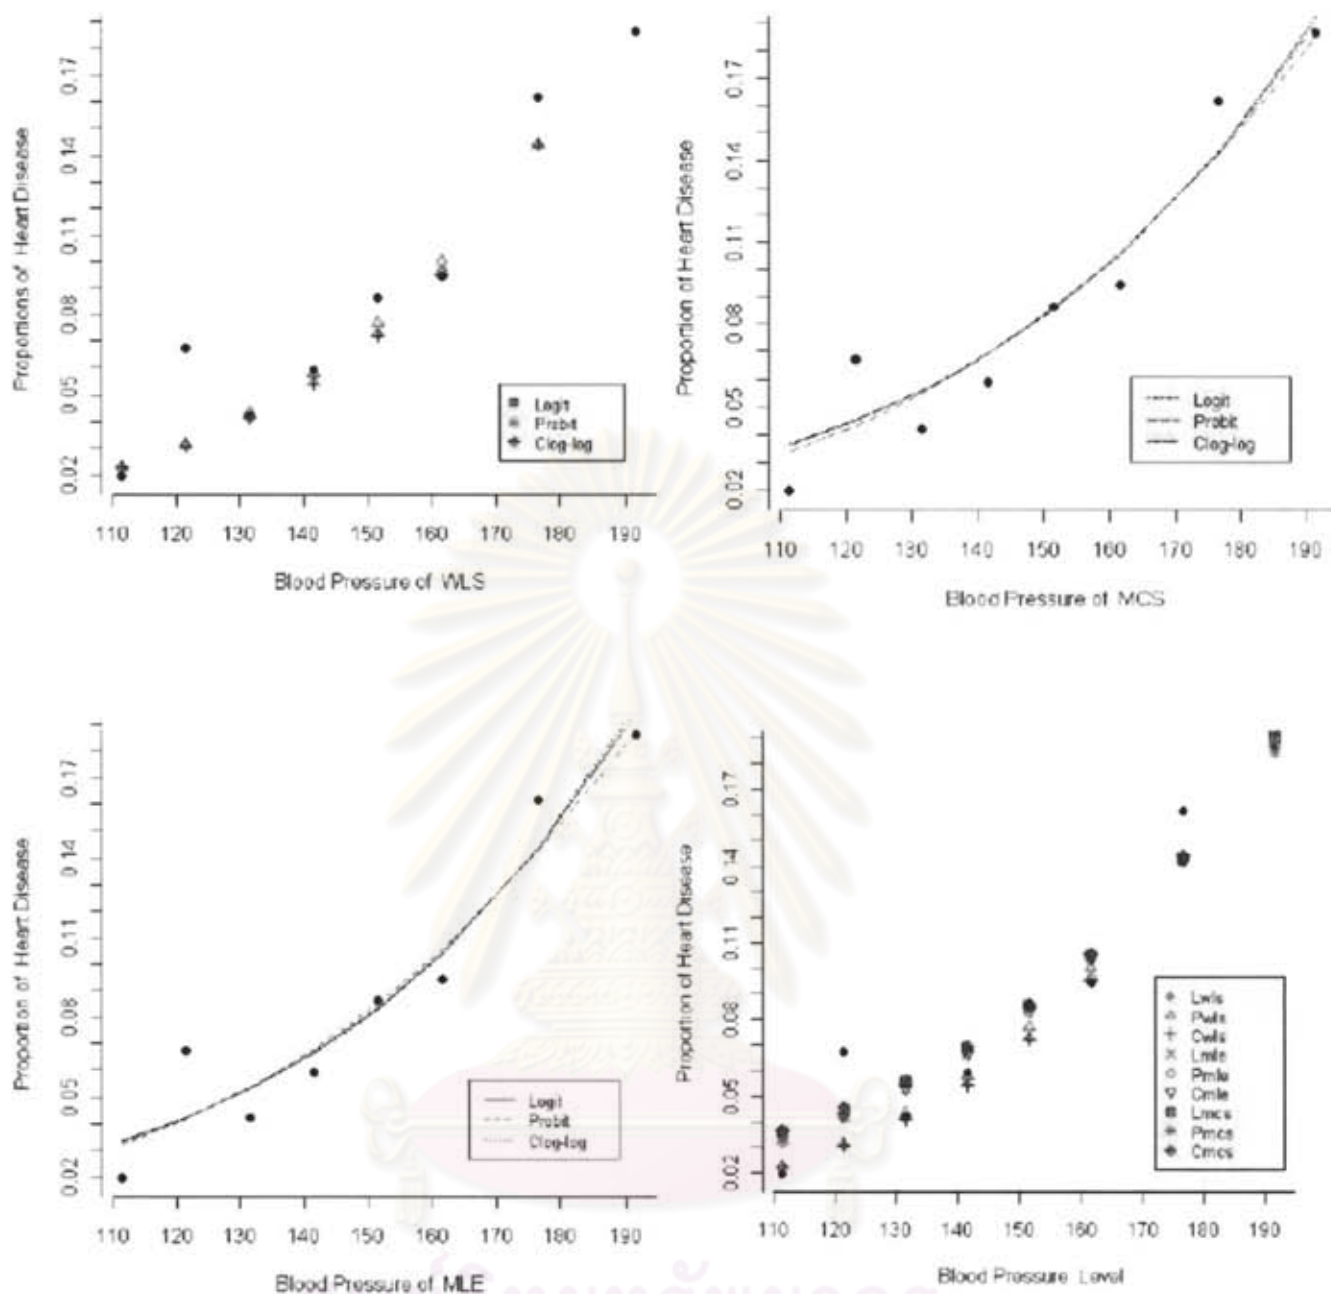 Proportions of Heart Disease
0.17
0.14
0.11
0.08
0.05
0.02
Logit
Probit
Clog-log
110 120 130 140 150 160 170 180 190
Blood Pressure of WLS
Proportion of Heart Disease
0.17
0.14
0.11
0.08
0.05
0.02
Logit
Probit
Clog-log
110 120 130 140 150 160 170 180 190
Blood Pressure of MCS
Proportion of Heart Disease
0.17
0.14
0.11
0.08
0.05
0.02
Logit
Probit
Clog-log
110 120 130 140 150 160 170 180 190
Blood Pressure of MLE
Proportion of Heart Disease
0.17
0.14
0.11
0.08
0.05
0.02
Lwls
Pwls
Cwls
Lmle
Pmle
Cmle
Lmcs
Pmcs
Cmcs
110 120 130 140 150 160 170 180 190
Blood Pressure Level